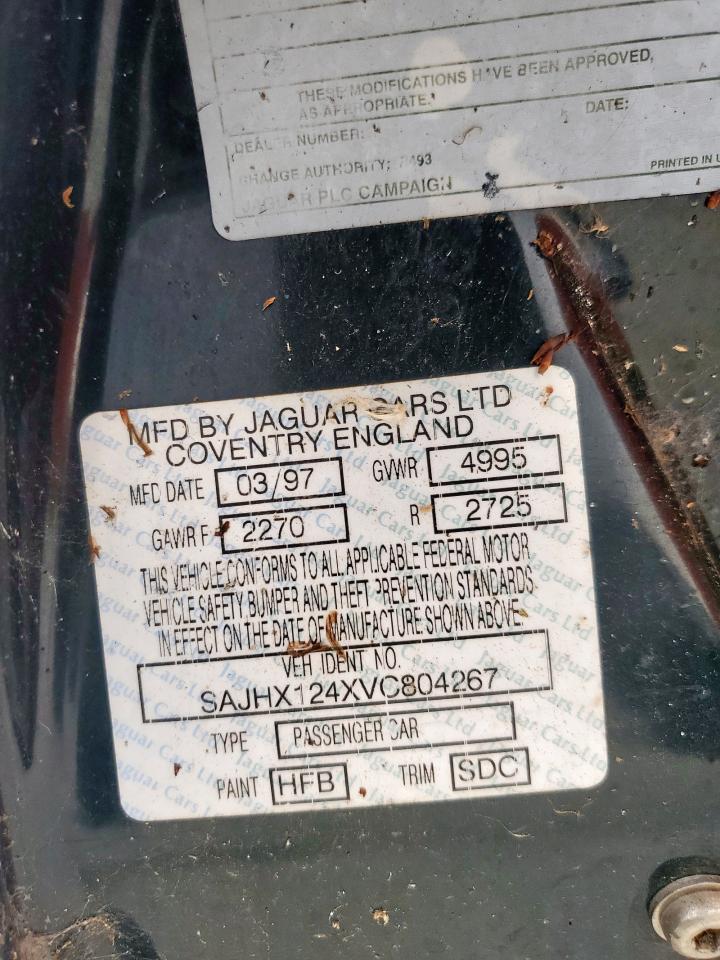 THESE MODIFICATIONS HAVE BEEN APPROVED,
AS APPROPRIATE.
DATE:
DEALER NUMBER:
CHANGE AUTHORITY:
PRINTED IN
JAGUAR PLC CAMPAIGN
MFD BY JAGUAR CARS LTD
COVENTRY ENGLAND
MFD DATE 03/97 GVWR 4995
GAWR F 2270 R 2725
THIS VEHICLE CONFORMS TO ALL APPLICABLE FEDERAL MOTOR
VEHICLE SAFETY BUMPER AND THEFT PREVENTION STANDARDS
IN EFFECT ON THE DATE OF MANUFACTURE SHOWN ABOVE
VEH IDENT. NO.
SAJHX124XVC804267
TYPE PASSENGER CAR
PAINT HFB TRIM SDC